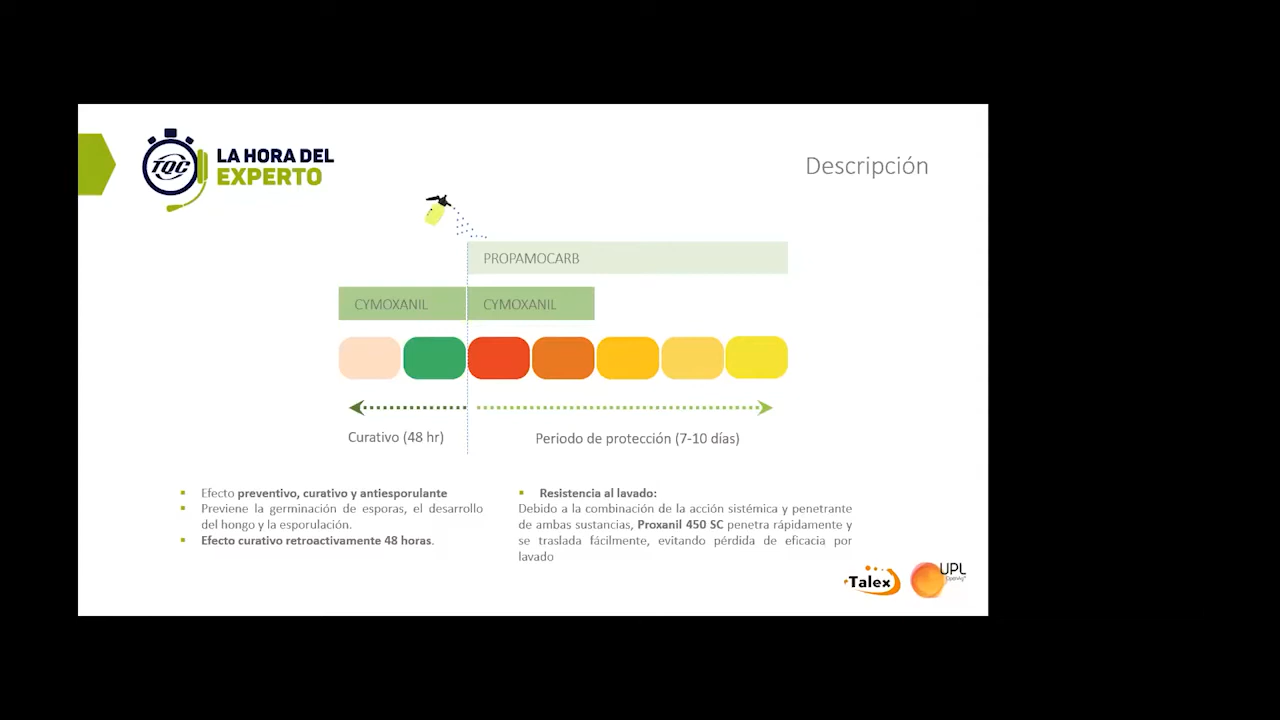 TQC
LA HORA DEL
EXPERTO
Descripción
PROPAMOCARB
CYMOXANIL
CYMOXANIL
Curativo (48 hr)
Periodo de protección (7-10 días)
▪ Efecto preventivo, curativo y antiesporulante
▪ Previene la germinación de esporas, el desarrollo
del hongo y la esporulación.
▪ Efecto curativo retroactivamente 48 horas.
▪ Resistencia al lavado:
Debido a la combinación de la acción sistémica y penetrante
de ambas sustancias, Proxanil 450 SC penetra rápidamente y
se traslada fácilmente, evitando pérdida de eficacia por
lavado
Talex
UPL
OpenAg